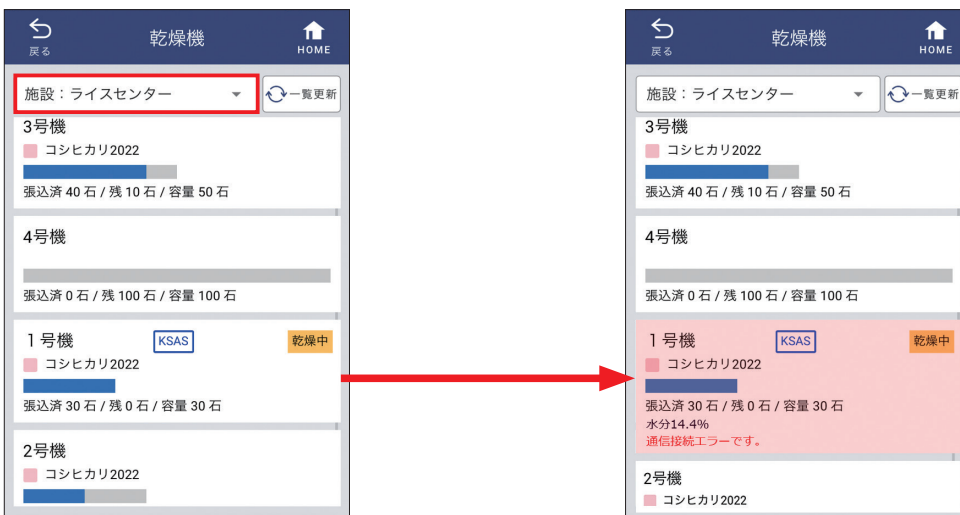 戻る
乾燥機
HOME
施設：ライスセンター
一覧更新
3号機
コシヒカリ2022
張込済 40 石 / 残 10 石 / 容量 50 石
4号機
張込済 0 石 / 残 100 石 / 容量 100 石
1号機 KSAS 乾燥中
コシヒカリ2022
張込済 30 石 / 残 0 石 / 容量 30 石
2号機
コシヒカリ2022
戻る
乾燥機
HOME
施設：ライスセンター
一覧更新
3号機
コシヒカリ2022
張込済 40 石 / 残 10 石 / 容量 50 石
4号機
張込済 0 石 / 残 100 石 / 容量 100 石
1号機 KSAS 乾燥中
コシヒカリ2022
張込済 30 石 / 残 0 石 / 容量 30 石
水分14.4%
通信接続エラーです。
2号機
コシヒカリ2022